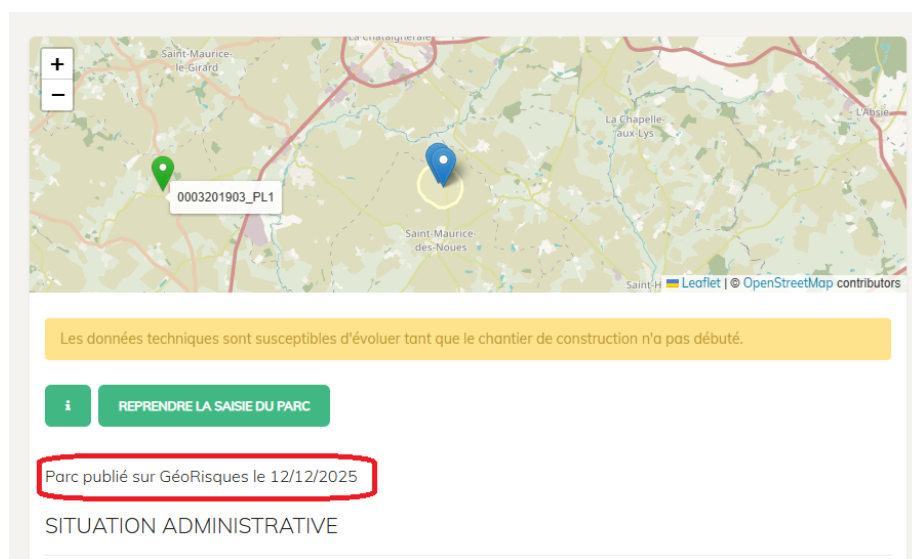 La Châtaigneraie
Saint-Maurice-
le-Girard
+
−
La Chapelle-
aux-Lys
L'Absie
0003201903_PL1
Saint-Maurice-
des-Noues
Saint-H
Leaflet | © OpenStreetMap contributors
Les données techniques sont susceptibles d'évoluer tant que le chantier de construction n'a pas débuté.
i REPRENDRE LA SAISIE DU PARC
Parc publié sur GéoRisques le 12/12/2025
SITUATION ADMINISTRATIVE